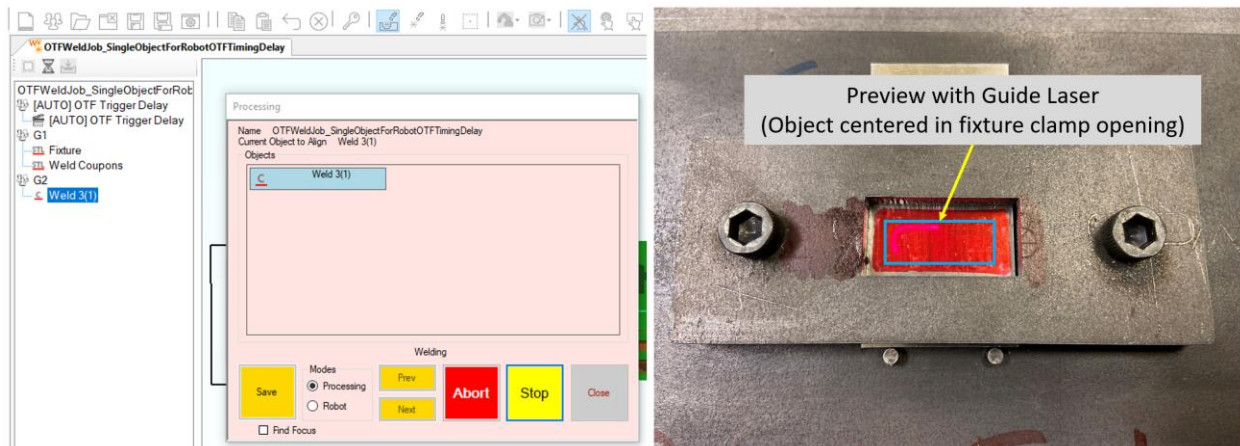 OTFWeldJob_SingleObjectForRobotOTFTimingDelay
OTFWeldJob_SingleObjectForRob
[AUTO] OTF Trigger Delay
[AUTO] OTF Trigger Delay
G1
Fixture
Weld Coupons
G2
Weld 3(1)
Processing
Name OTFWeldJob_SingleObjectForRobotOTFTimingDelay
Current Object to Align Weld 3(1)
Objects
C Weld 3(1)
Welding
Save
Modes
Processing
Robot
Prev
Next
Abort
Stop
Close
Find Focus
Preview with Guide Laser
(Object centered in fixture clamp opening)